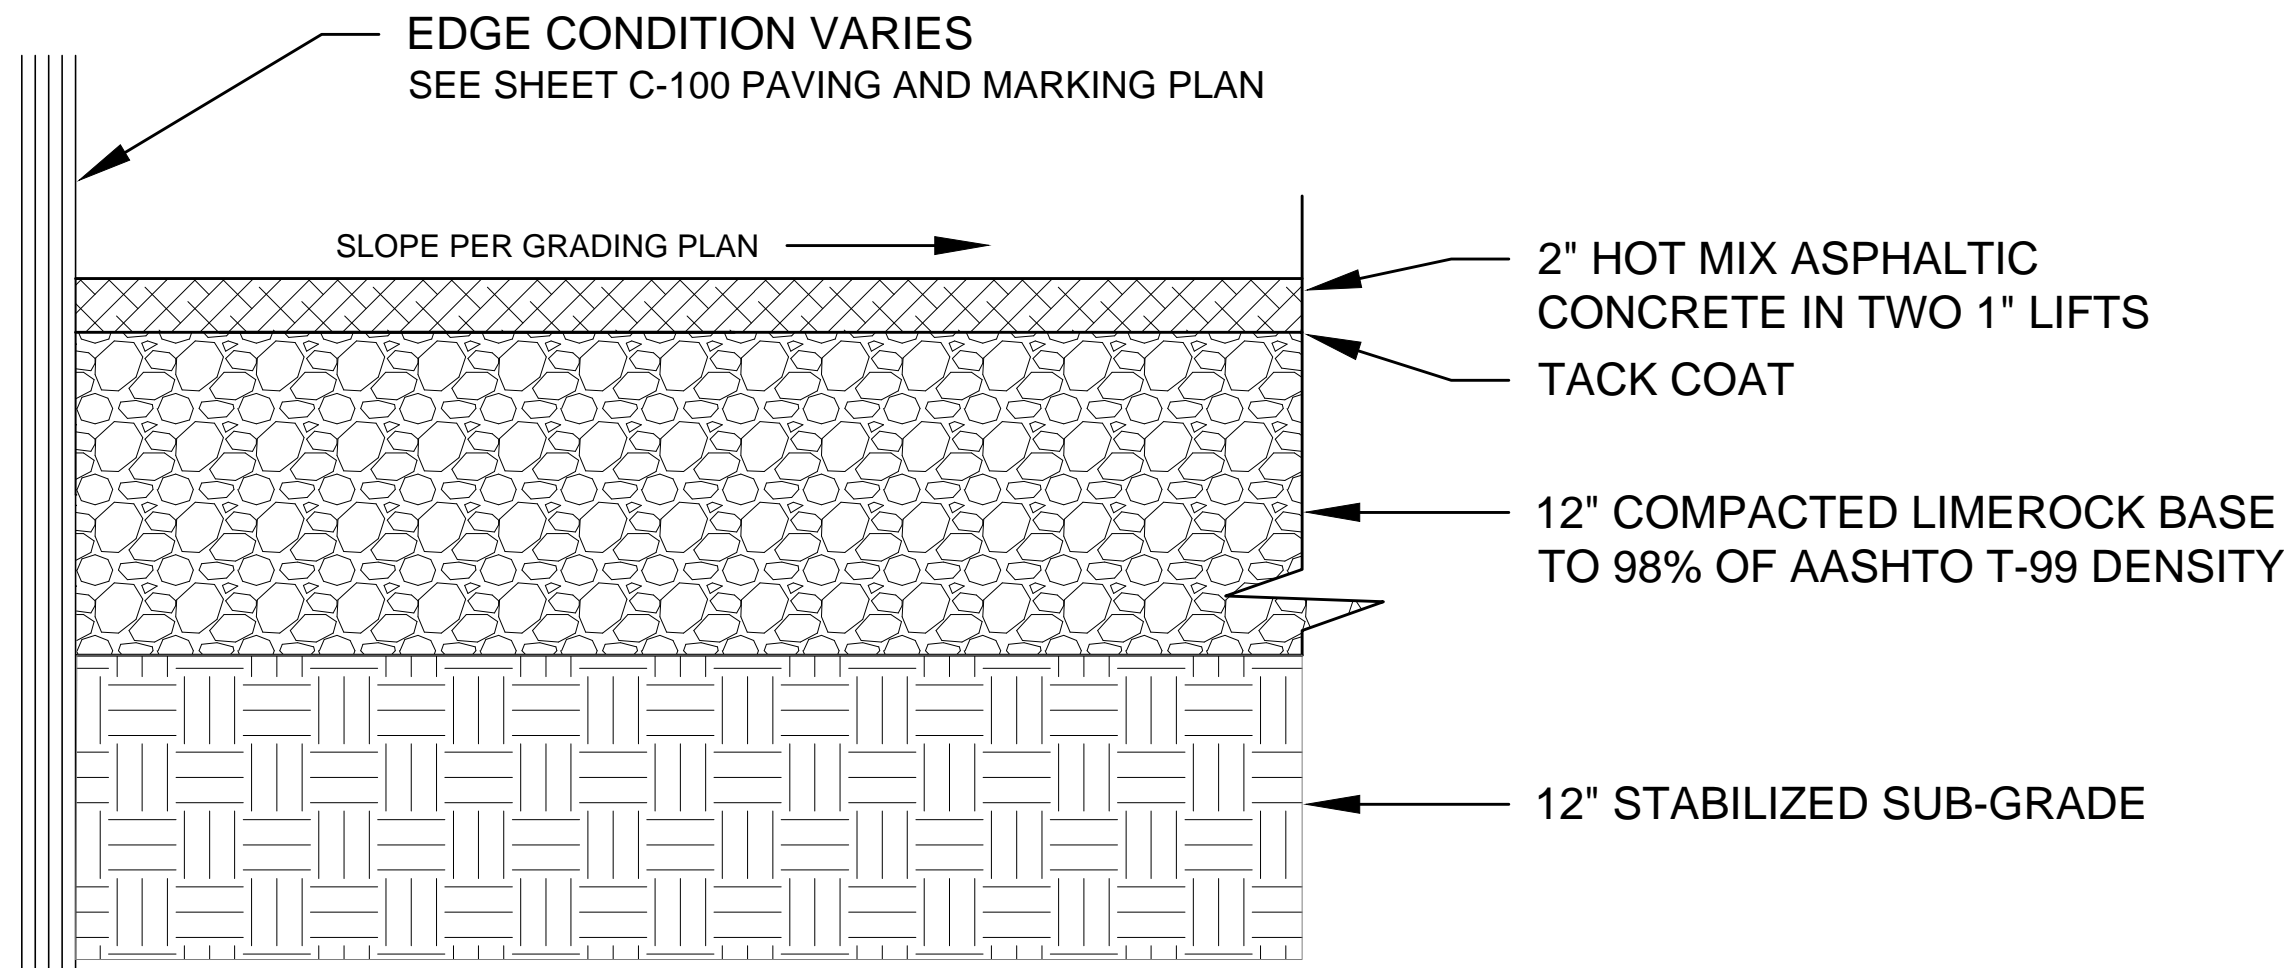 EDGE CONDITION VARIES
SEE SHEET C-100 PAVING AND MARKING PLAN
SLOPE PER GRADING PLAN
2" HOT MIX ASPHALTIC
CONCRETE IN TWO 1" LIFTS
TACK COAT
12" COMPACTED LIMEROCK BASE
TO 98% OF AASHTO T-99 DENSITY
12" STABILIZED SUB-GRADE